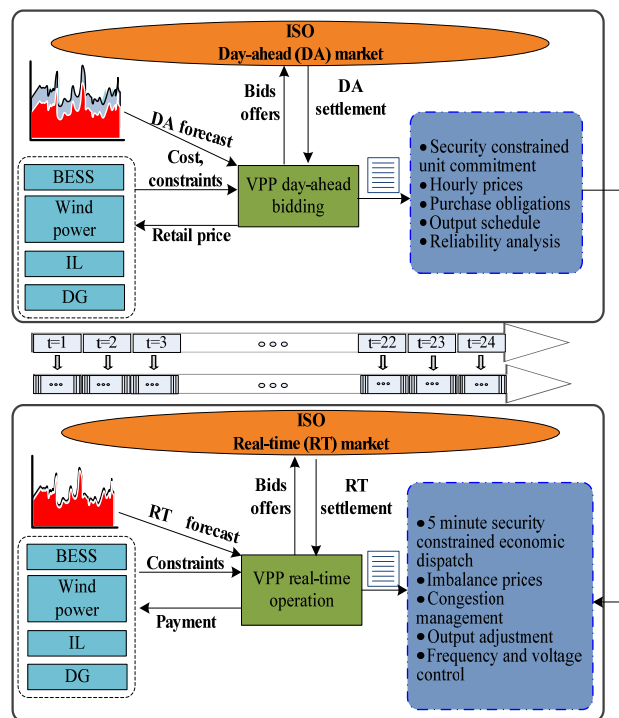 ISO
Day-ahead (DA) market
Bids
offers
DA
settlement
DA forecast
Cost,
constraints
Retail price
BESS
Wind
power
IL
DG
VPP day-ahead
bidding
●Security constrained
unit commitment
●Hourly prices
●Purchase obligations
●Output schedule
●Reliability analysis
t=1 t=2 t=3 ○ ○ ○ t=22 t=23 t=24
°°° °°° °°° ○ ○ ○ °°° °°° °°°
ISO
Real-time (RT) market
Bids
offers
RT
settlement
RT forecast
Constraints
Payment
BESS
Wind
power
IL
DG
VPP real-time
operation
●5 minute security
constrained economic
dispatch
●Imbalance prices
●Congestion
management
●Output adjustment
●Frequency and voltage
control